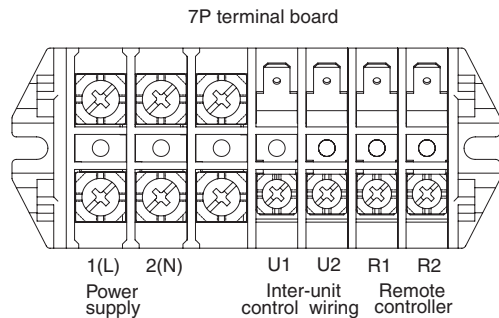 7P terminal board
1(L) 2(N) U1 U2 R1 R2
Power supply
Inter-unit control wiring
Remote controller